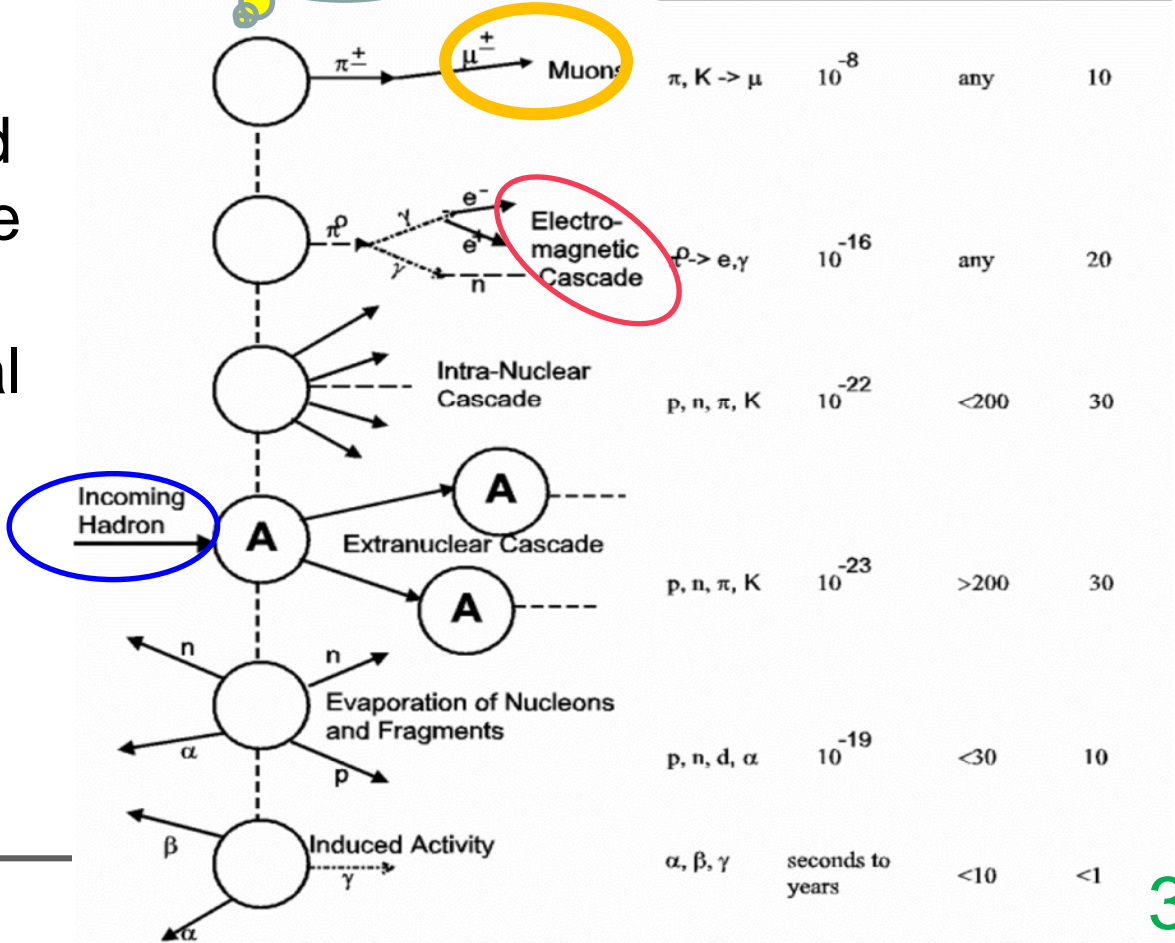 d
e
al
π± μ± Muons π, K -> μ 10^-8 any 10
π⁰ γ e⁻ e⁺ γ n
Electro-
magnetic
Cascade
π⁰-> e,γ 10^-16 any 20
Intra-Nuclear
Cascade
p, n, π, K 10^-22 <200 30
Incoming
Hadron
A A A
Extranuclear Cascade
p, n, π, K 10^-23 >200 30
n n α p
Evaporation of Nucleons
and Fragments
p, n, d, α 10^-19 <30 10
β γ α
Induced Activity
α, β, γ seconds to
years
<10 <1
3